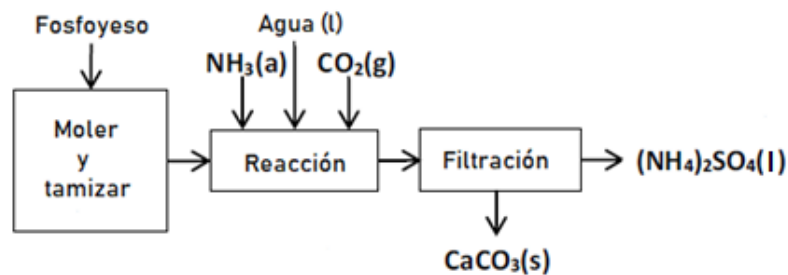 Fosfoyeso
Agua (l)
NH₃(a)
CO₂(g)
Moler
y
tamizar
Reacción
Filtración
(NH₄)₂SO₄(l)
CaCO₃(s)